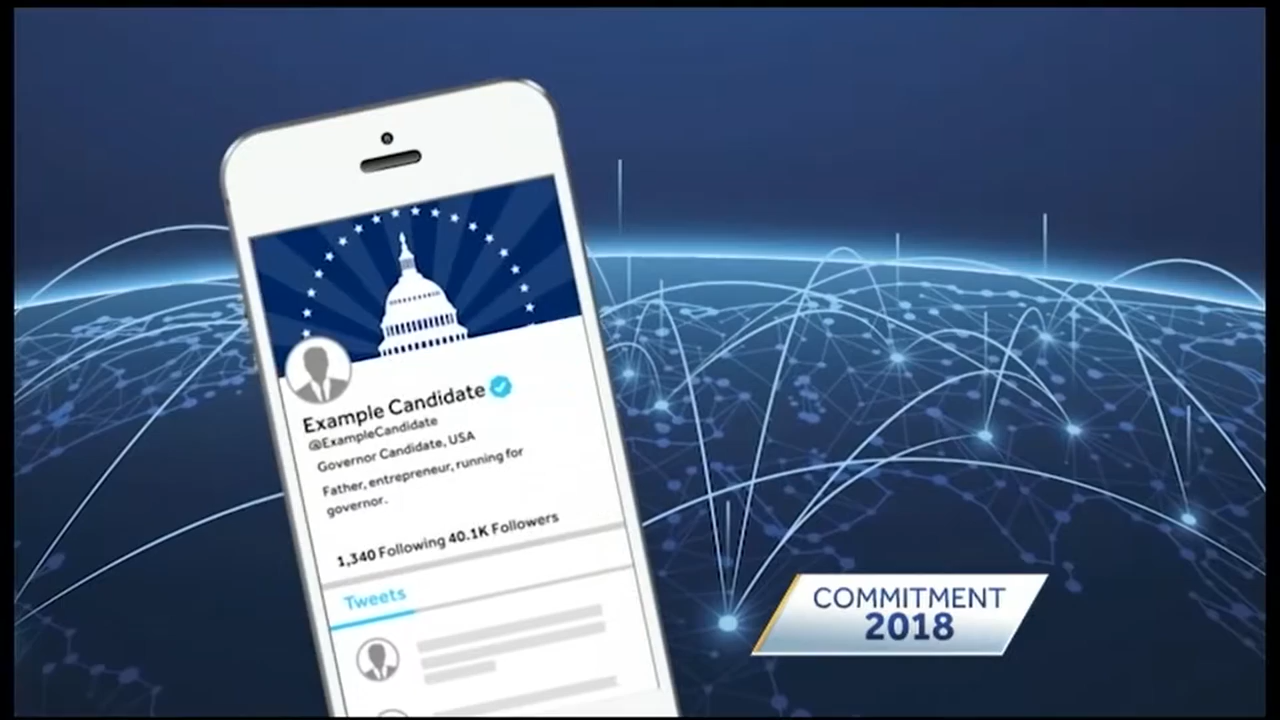 Example Candidate
@ExampleCandidate
Governor Candidate, USA
Father, entrepreneur, running for
governor.
1,340 Following 40.1K Followers
Tweets
COMMITMENT
2018